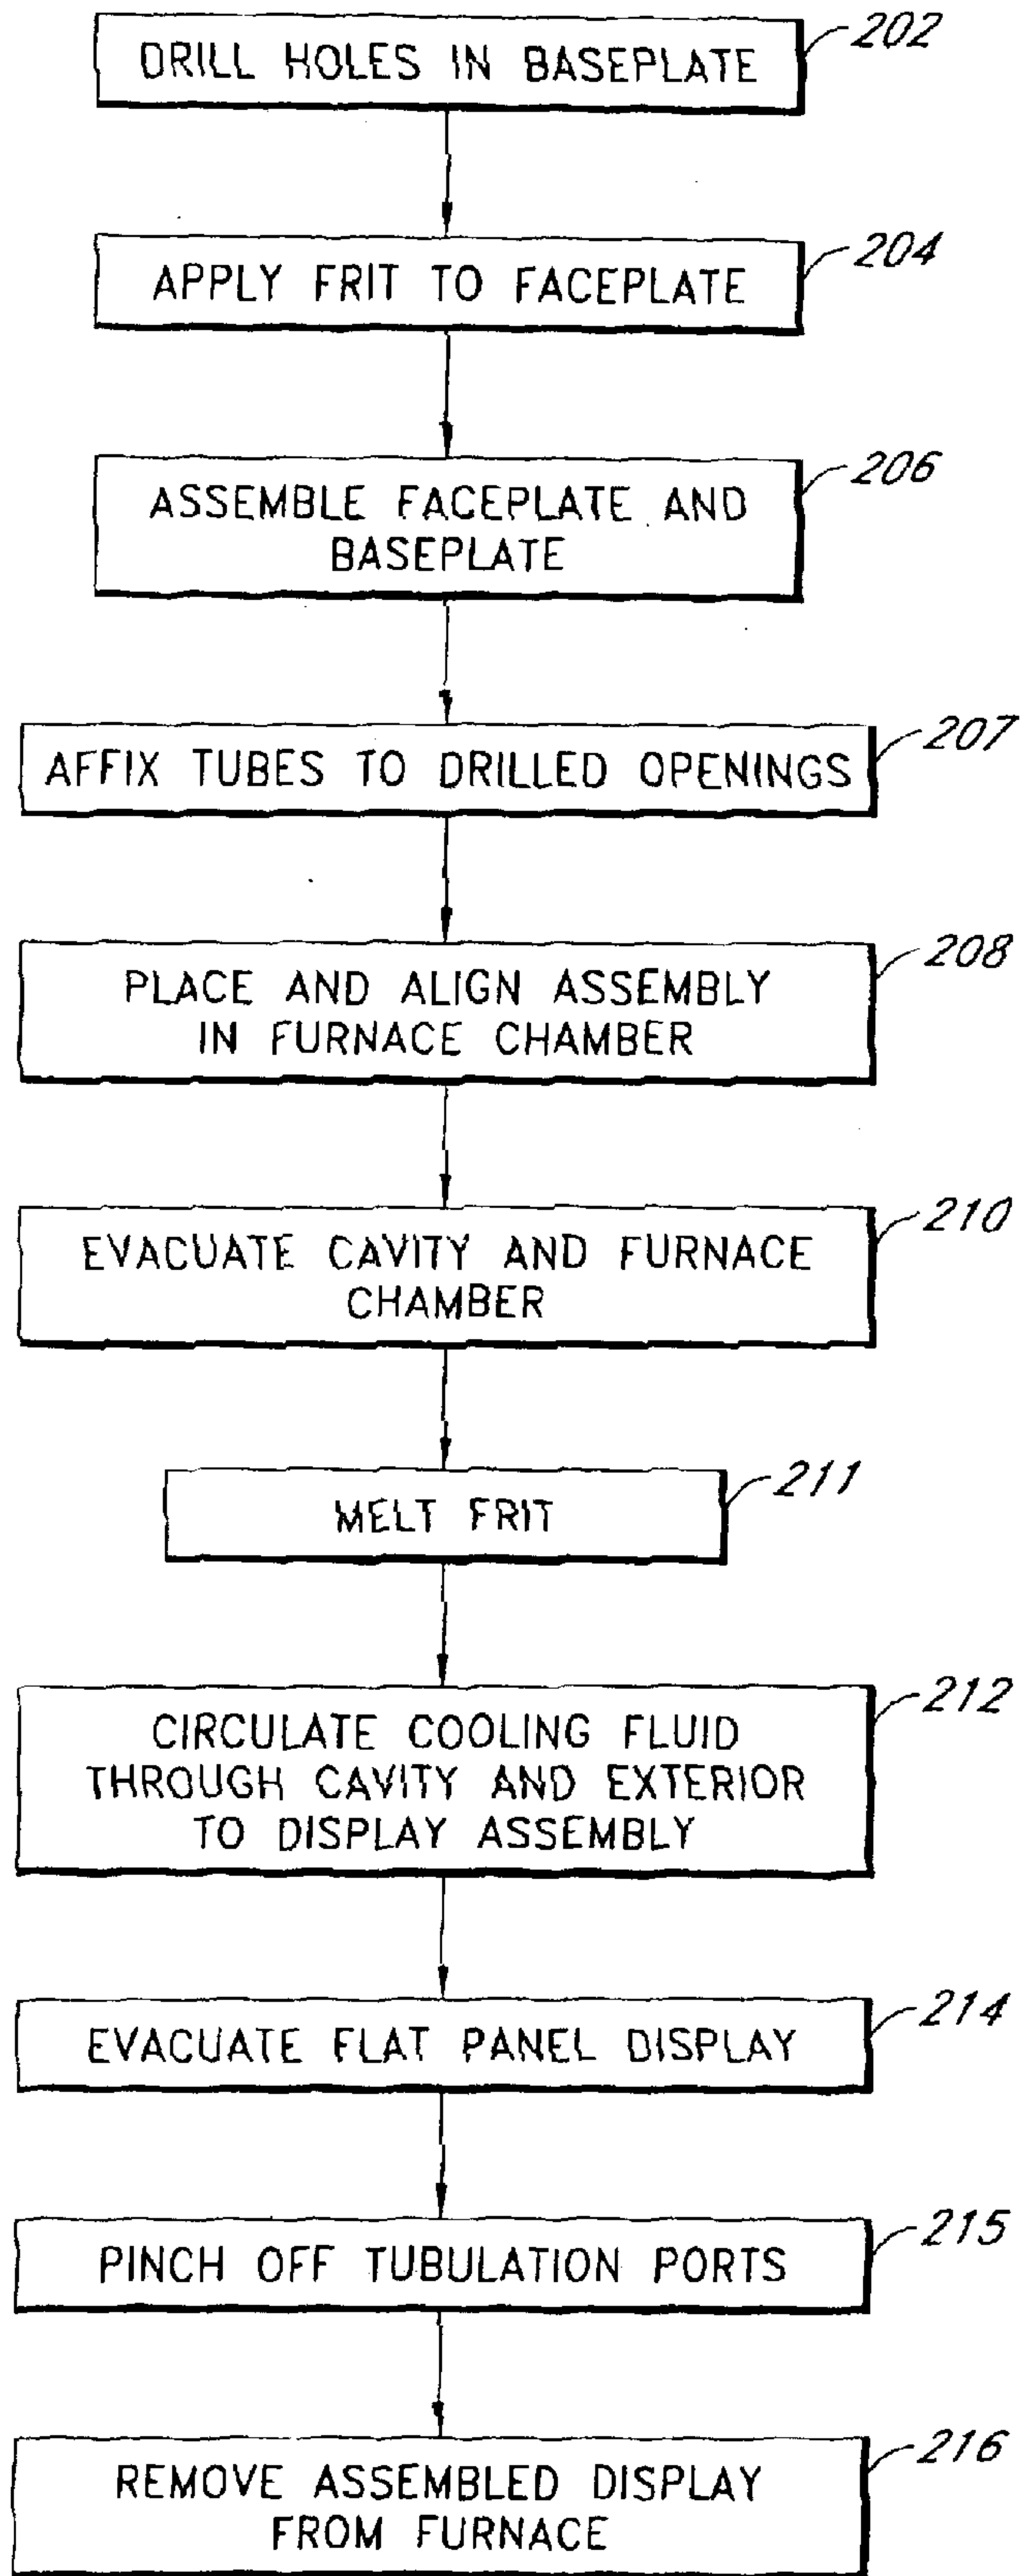 DRILL HOLES IN BASEPLATE
202
APPLY FRIT TO FACEPLATE
204
ASSEMBLE FACEPLATE AND
BASEPLATE
206
AFFIX TUBES TO DRILLED OPENINGS
207
PLACE AND ALIGN ASSEMBLY
IN FURNACE CHAMBER
208
EVACUATE CAVITY AND FURNACE
CHAMBER
210
MELT FRIT
211
CIRCULATE COOLING FLUID
THROUGH CAVITY AND EXTERIOR
TO DISPLAY ASSEMBLY
212
EVACUATE FLAT PANEL DISPLAY
214
PINCH OFF TUBULATION PORTS
215
REMOVE ASSEMBLED DISPLAY
FROM FURNACE
216